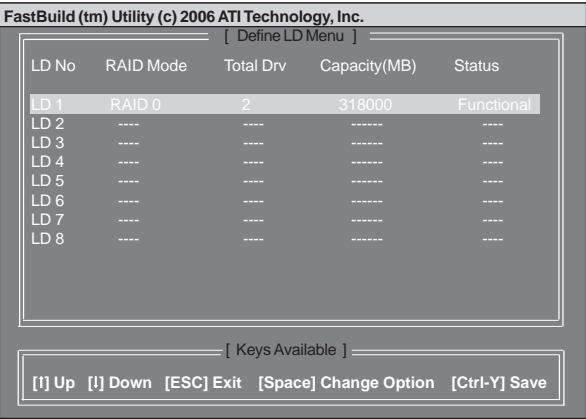 FastBuild (tm) Utility (c) 2006 ATI Technology, Inc.
[ Define LD Menu ]
LD No RAID Mode Total Drv Capacity(MB) Status
LD 1 RAID 0 2 318000 Functional
LD 2 ---- ---- ------ ----
LD 3 ---- ---- ------ ----
LD 4 ---- ---- ------ ----
LD 5 ---- ---- ------ ----
LD 6 ---- ---- ------ ----
LD 7 ---- ---- ------ ----
LD 8 ---- ---- ------ ----
[ Keys Available ]
[↑] Up [↓] Down [ESC] Exit [Space] Change Option [Ctrl-Y] Save